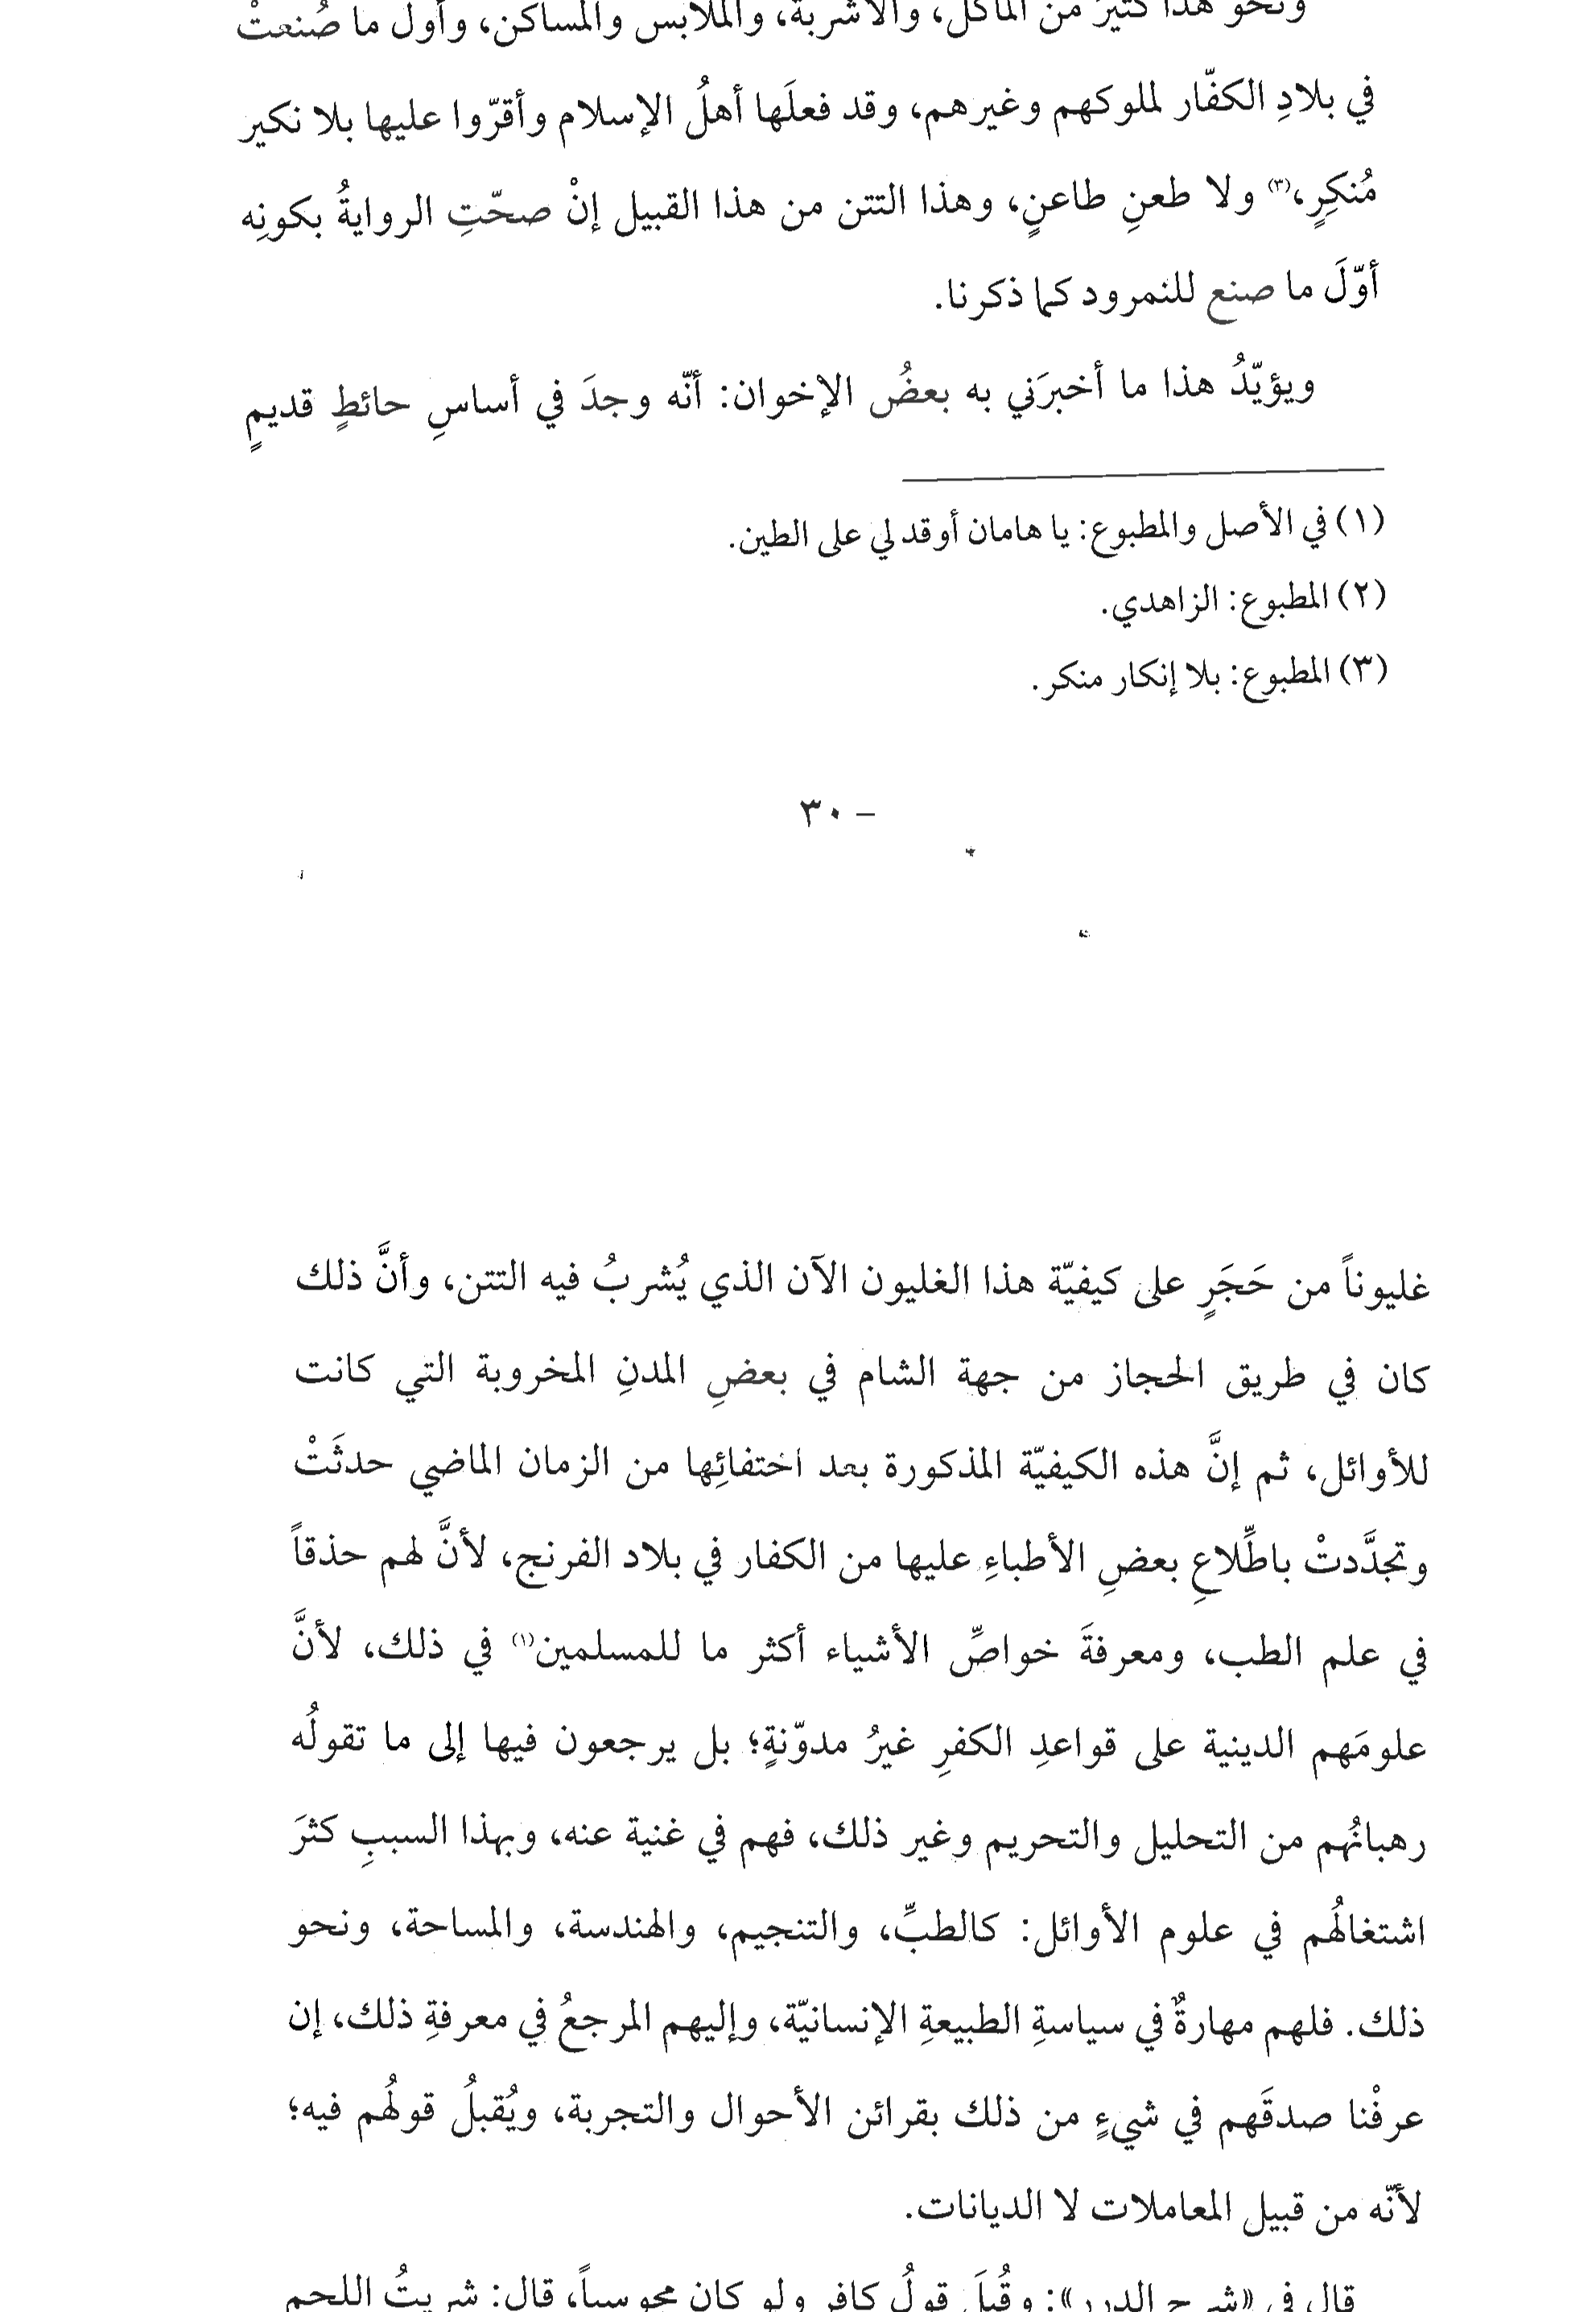 ونحو هذا كثيرٌ من المآكل، والأشربة، والملابس والمساكن، وأول ما صُنعتْ
في بلادِ الكفّار لملوكهم وغيرهم، وقد فعلَها أهلُ الإسلام وأقرّوا عليها بلا نكير
مُنكِرٍ،(٣) ولا طعنِ طاعنٍ، وهذا التتن من هذا القبيل إنْ صحّتِ الروايةُ بكونِه
أوّلَ ما صنع للنمرود كما ذكرنا.
ويؤيّدُ هذا ما أخبرَني به بعضُ الإخوان: أنّه وجدَ في أساسِ حائطٍ قديمٍ
(١) في الأصل والمطبوع: يا هامان أوقد لي على الطين.
(٢) المطبوع: الزاهدي.
(٣) المطبوع: بلا إنكار منكر.
– ٣٠
غليوناً من حَجَرٍ على كيفيّة هذا الغليون الآن الذي يُشربُ فيه التتن، وأنَّ ذلك
كان في طريق الحجاز من جهة الشام في بعضِ المدنِ المخروبة التي كانت
للأوائل، ثم إنَّ هذه الكيفيّة المذكورة بعد اختفائِها من الزمان الماضي حدثَتْ
وتجدَّدتْ باطِّلاعِ بعضِ الأطباءِ عليها من الكفار في بلاد الفرنج، لأنَّ لهم حذقاً
في علم الطب، ومعرفةَ خواصِّ الأشياء أكثر ما للمسلمين(١) في ذلك، لأنَّ
علومَهم الدينية على قواعدِ الكفرِ غيرُ مدوّنةٍ؛ بل يرجعون فيها إلى ما تقولُه
رهبانُهم من التحليل والتحريم وغير ذلك، فهم في غنية عنه، وبهذا السببِ كثرَ
اشتغالُهم في علوم الأوائل: كالطبِّ، والتنجيم، والهندسة، والمساحة، ونحو
ذلك. فلهم مهارةٌ في سياسةِ الطبيعةِ الإنسانيّة، وإليهم المرجعُ في معرفةِ ذلك، إن
عرفْنا صدقَهم في شيءٍ من ذلك بقرائن الأحوال والتجربة، ويُقبلُ قولُهم فيه؛
لأنّه من قبيل المعاملات لا الديانات.
قال في «شرح الدرر»: وقُبِلَ قولُ كافر ولو كان مجوسياً، قال: شريتُ اللحم